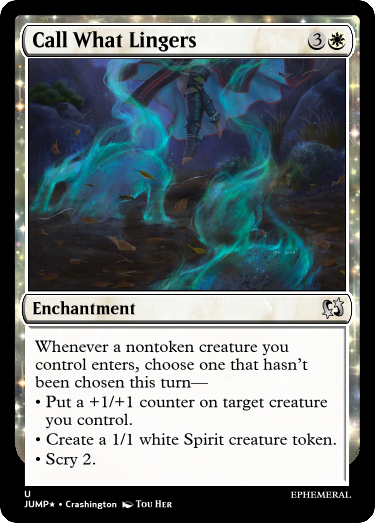 Call What Lingers 3
Enchantment
Whenever a nontoken creature you
control enters, choose one that hasn't
been chosen this turn—
• Put a +1/+1 counter on target creature
you control.
• Create a 1/1 white Spirit creature token.
• Scry 2.
U
EPHEMERAL
JUMP★ • Crashington Tou Her